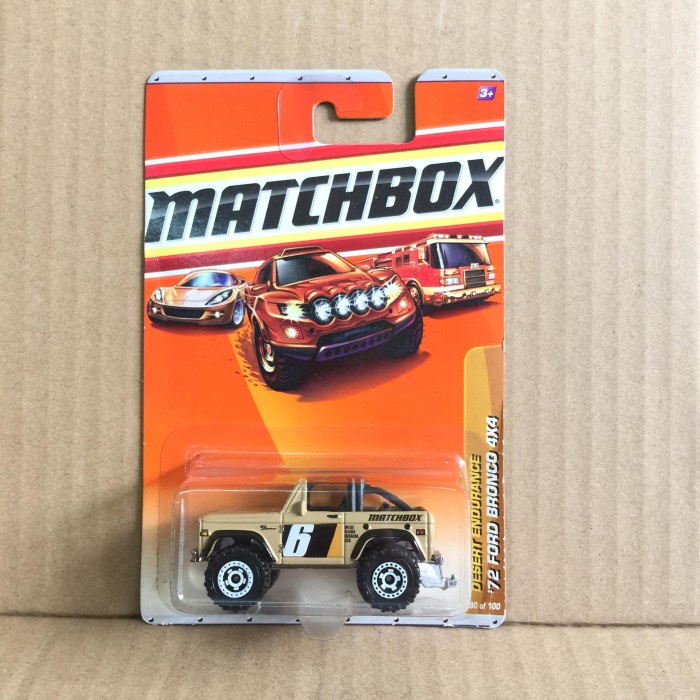 3+
MATCHBOX
DESERT ENDURANCE
'72 FORD BRONCO 4X4
90 of 100
MATCHBOX
6